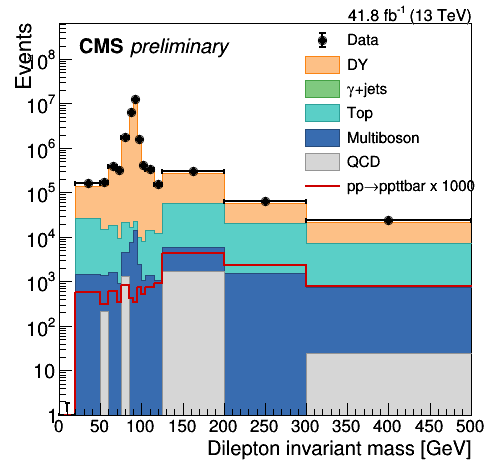 41.8 fb⁻¹ (13 TeV)
CMS preliminary
Data
DY
γ+jets
Top
Multiboson
QCD
pp→ppttbar x 1000
Events
10⁸
10⁷
10⁶
10⁵
10⁴
10³
10²
10
1
0 50 100 150 200 250 300 350 400 450 500
Dilepton invariant mass [GeV]